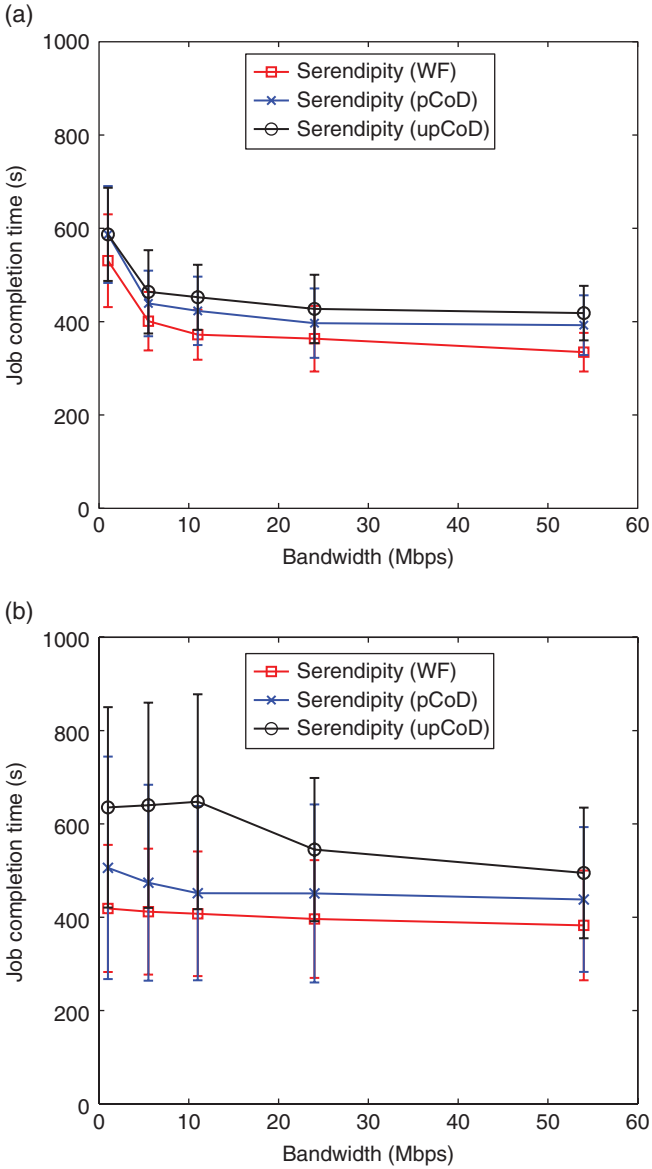 (a)
1000
800
600
400
200
0
Job completion time (s)
Serendipity (WF)
Serendipity (pCoD)
Serendipity (upCoD)
0 10 20 30 40 50 60
Bandwidth (Mbps)
(b)
1000
800
600
400
200
0
Job completion time (s)
Serendipity (WF)
Serendipity (pCoD)
Serendipity (upCoD)
0 10 20 30 40 50 60
Bandwidth (Mbps)